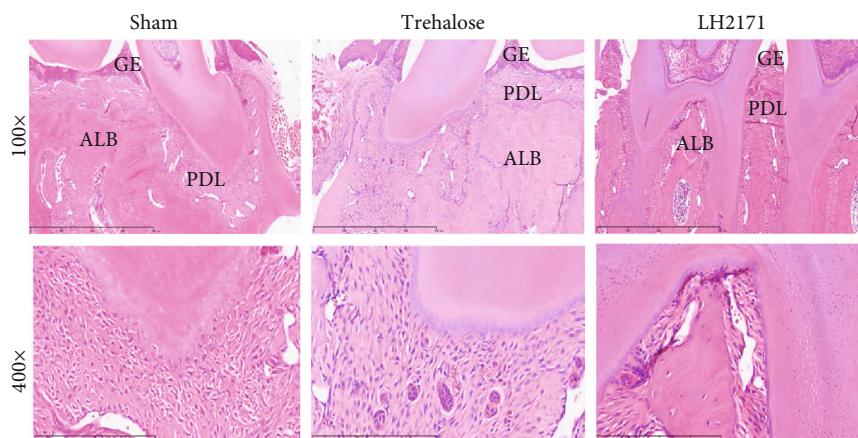 Sham Trehalose LH2171
100×
GE GE GE
PDL PDL
ALB ALB ALB
PDL
400×